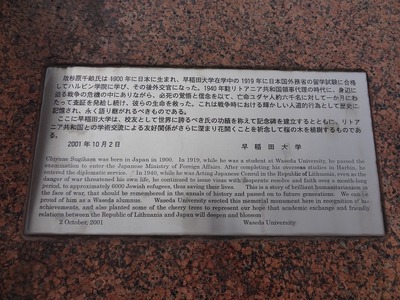 故杉原千畝氏は1900年に日本に生まれ、早稲田大学在学中の1919年に日本国外務省の留学試験に合格
してハルビン学院に学び、その後外交官になった。1940年駐リトアニア共和国領事代理の時代に、身辺に
迫る戦争の危機の中にありながら、必死の覚悟と信念を以て、亡命ユダヤ人約六千名に対して一か月にわ
たって査証を発給し続け、彼らの生命を救った。これは戦争時における輝かしい人道的行為として歴史に
記憶され、永く語り継がれるべきものである。
ここに早稲田大学は、校友として世界に誇るべき氏の功績を称えて記念碑を建立するとともに、リトア
ニア共和国との学術交流による友好関係がさらに深まり花開くことを祈念して桜の木を植樹するものであ
る。
2001年10月2日 早稲田大学
Chiyune Sugihara was born in Japan in 1900. In 1919, while he was a student at Waseda University, he passed the
examination to enter the Japanese Ministry of Foreign Affairs. After completing his overseas studies in Harbin, he
entered the diplomatic service. In 1940, while he was Acting Japanese Consul in the Republic of Lithuania, even as the
danger of war threatened his own life, he continued to issue visas with desperate resolve and faith over a month-long
period, to approximately 6000 Jewish refugees, thus saving their lives. This is a story of brilliant humanitarianism in
the face of war, that should be remembered in the annals of history and passed on to future generations. We can be
proud of him as a Waseda alumnus. Waseda University erected this memorial monument here in recognition of his
achievements, and also planted some of the cherry trees to represent our hope that academic exchange and friendly
relations between the Republic of Lithuania and Japan will deepen and blossom
2 October, 2001 Waseda University